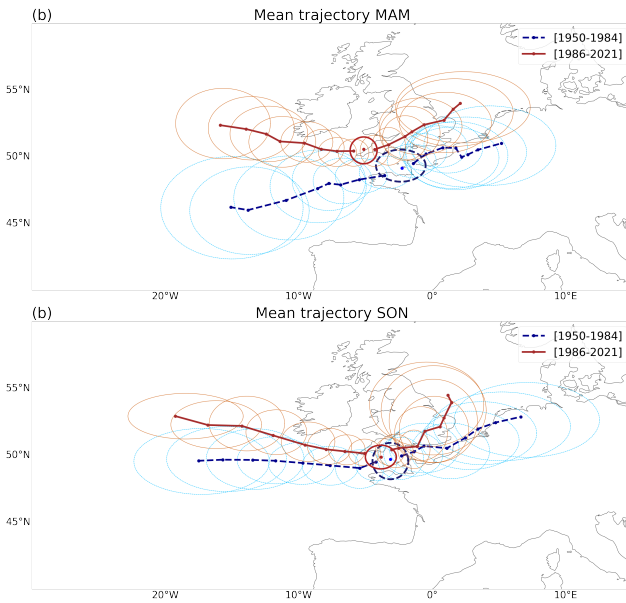 (b) Mean trajectory MAM
[1950-1984]
[1986-2021]
55°N
50°N
45°N
20°W 10°W 0° 10°E
(b) Mean trajectory SON
[1950-1984]
[1986-2021]
55°N
50°N
45°N
20°W 10°W 0° 10°E